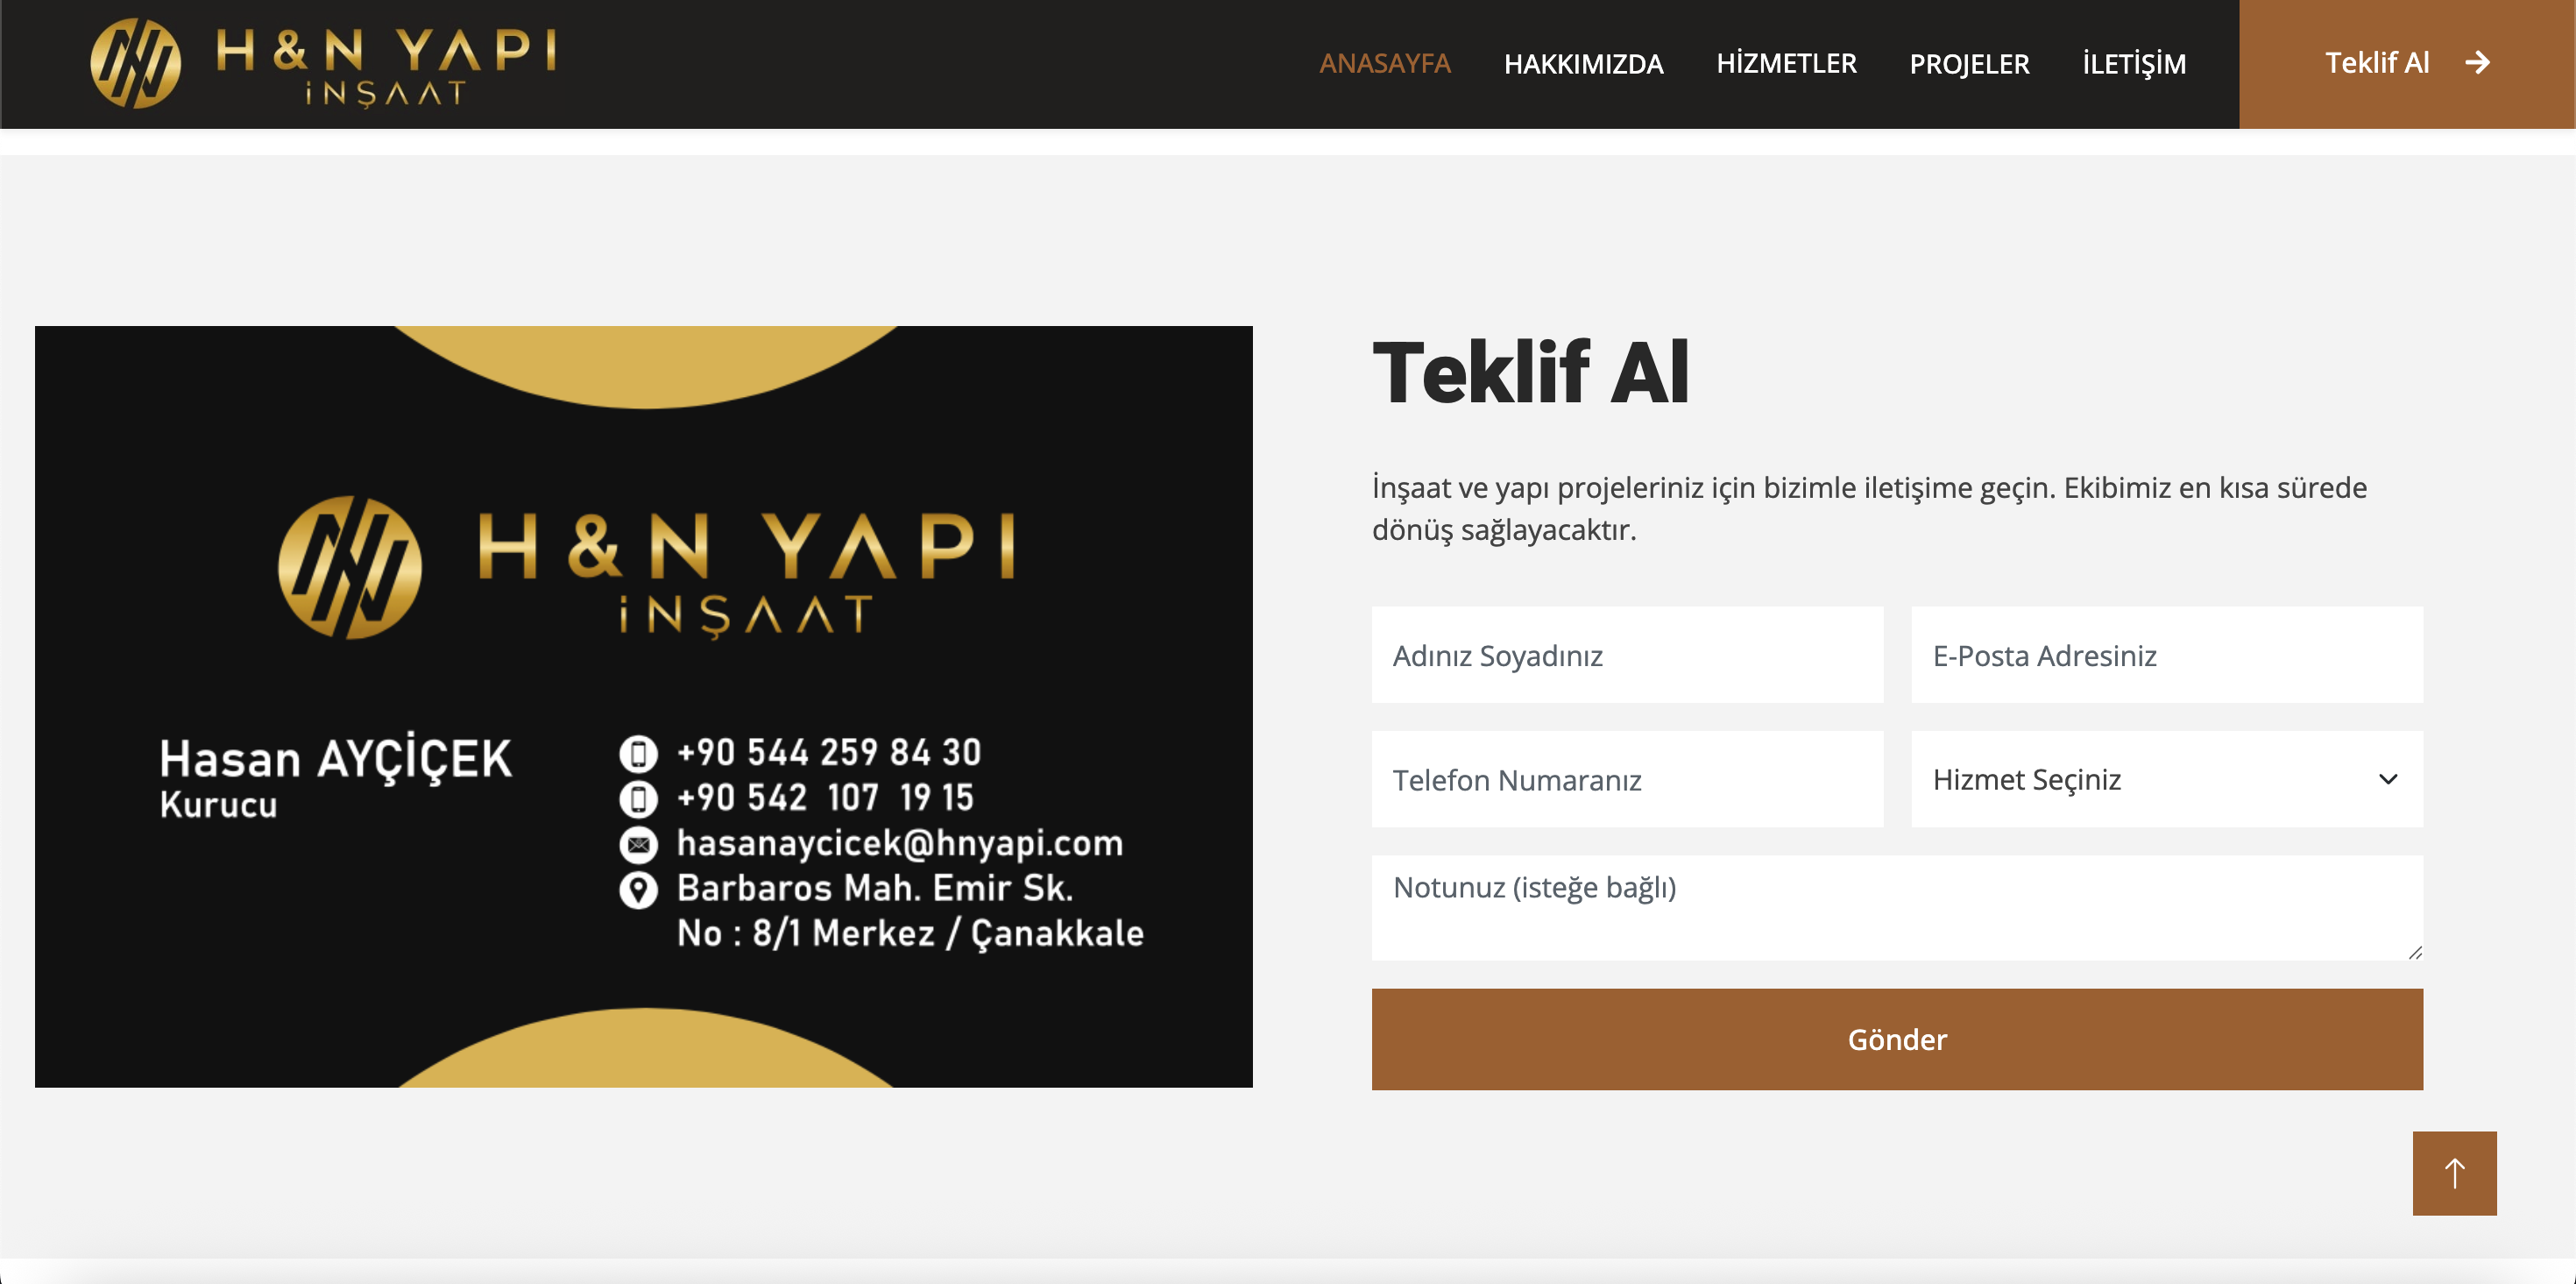 H&N YAPI
İNŞAAT
ANASAYFA
HAKKIMIZDA
HİZMETLER
PROJELER
İLETİŞİM
Teklif Al
H&N YAPI
İNŞAAT
Hasan AYÇİÇEK
Kurucu
+90 544 259 84 30
+90 542 107 19 15
hasanaycicek@hnyapi.com
Barbaros Mah. Emir Sk.
No : 8/1 Merkez / Çanakkale
Teklif Al
İnşaat ve yapı projeleriniz için bizimle iletişime geçin. Ekibimiz en kısa sürede
dönüş sağlayacaktır.
Adınız Soyadınız
E-Posta Adresiniz
Telefon Numaranız
Hizmet Seçiniz
Notunuz (isteğe bağlı)
Gönder